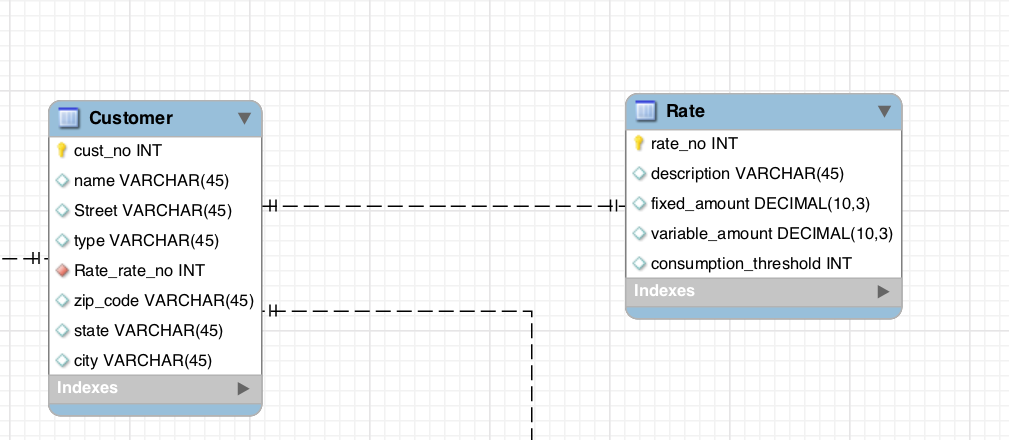 Customer
cust_no INT
name VARCHAR(45)
Street VARCHAR(45)
type VARCHAR(45)
Rate_rate_no INT
zip_code VARCHAR(45)
state VARCHAR(45)
city VARCHAR(45)
Indexes
Rate
rate_no INT
description VARCHAR(45)
fixed_amount DECIMAL(10,3)
variable_amount DECIMAL(10,3)
consumption_threshold INT
Indexes